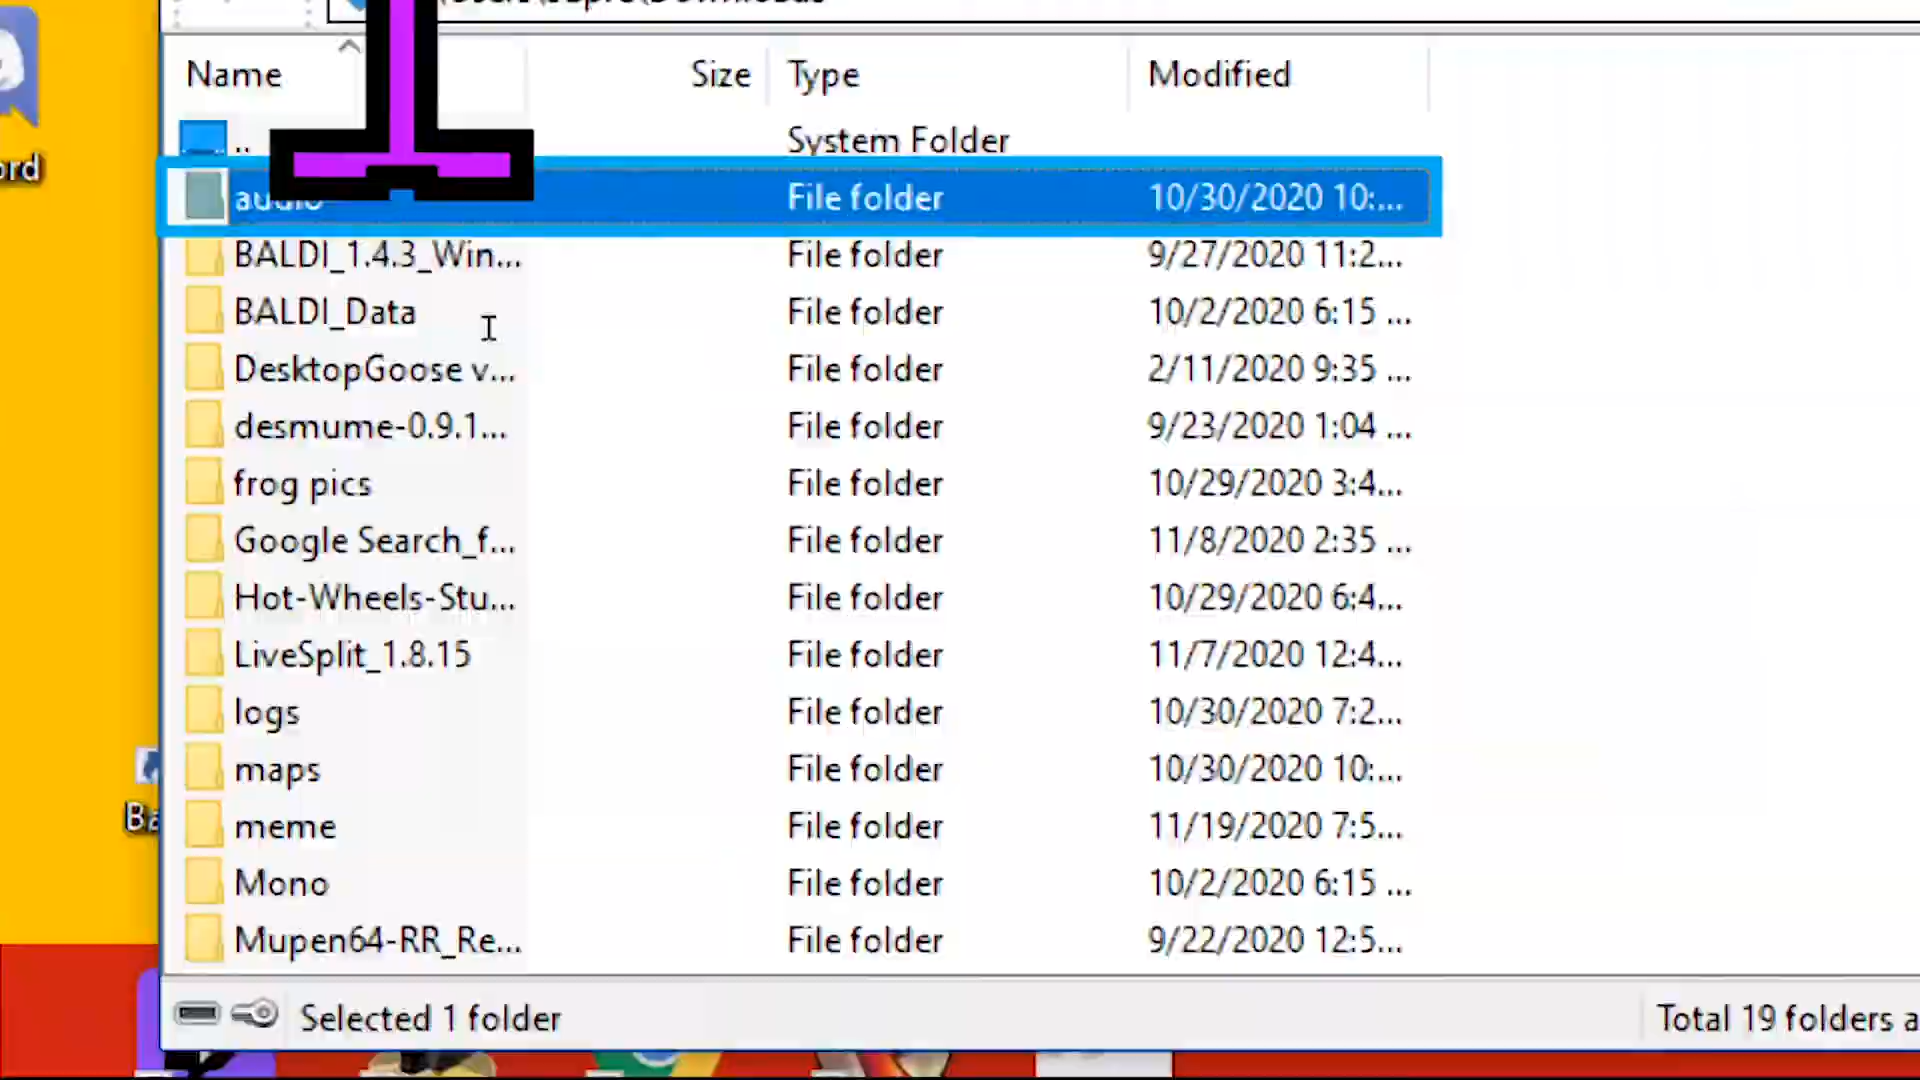 Name Size Type Modified
.. System Folder
audio File folder 10/30/2020 10:...
BALDI_1.4.3_Win... File folder 9/27/2020 11:2...
BALDI_Data File folder 10/2/2020 6:15 ...
DesktopGoose v... File folder 2/11/2020 9:35 ...
desmume-0.9.1... File folder 9/23/2020 1:04 ...
frog pics File folder 10/29/2020 3:4...
Google Search_f... File folder 11/8/2020 2:35 ...
Hot-Wheels-Stu... File folder 10/29/2020 6:4...
LiveSplit_1.8.15 File folder 11/7/2020 12:4...
logs File folder 10/30/2020 7:2...
maps File folder 10/30/2020 10:...
meme File folder 11/19/2020 7:5...
Mono File folder 10/2/2020 6:15 ...
Mupen64-RR_Re... File folder 9/22/2020 12:5...
Selected 1 folder
Total 19 folders a
ord
Ba